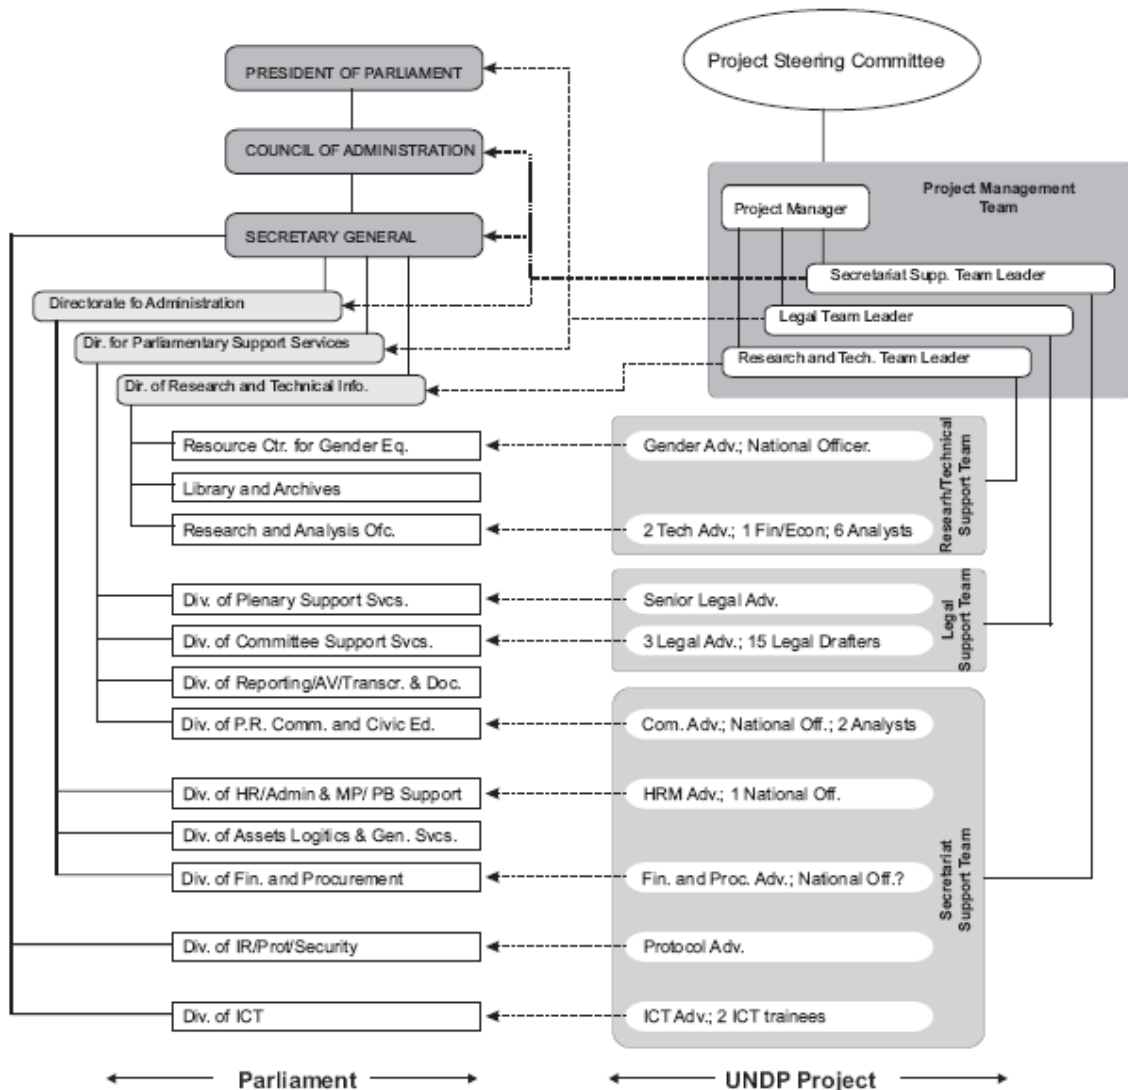 PRESIDENT OF PARLIAMENT
COUNCIL OF ADMINISTRATION
SECRETARY GENERAL
Directorate fo Administration
Dir. for Parliamentary Support Services
Dir. of Research and Technical Info.
Resource Ctr. for Gender Eq.
Library and Archives
Research and Analysis Ofc.
Div. of Plenary Support Svcs.
Div. of Committee Support Svcs.
Div. of Reporting/AV/Transcr. & Doc.
Div. of P.R. Comm. and Civic Ed.
Div. of HR/Admin & MP/ PB Support
Div. of Assets Logitics & Gen. Svcs.
Div. of Fin. and Procurement
Div. of IR/Prot/Security
Div. of ICT
Parliament
Project Steering Committee
Project Management
Team
Project Manager
Secretariat Supp. Team Leader
Legal Team Leader
Research and Tech. Team Leader
Gender Adv.; National Officer.
2 Tech Adv.; 1 Fin/Econ; 6 Analysts
Researh/Technical
Support Team
Senior Legal Adv.
3 Legal Adv.; 15 Legal Drafters
Legal
Support Team
Com. Adv.; National Off.; 2 Analysts
HRM Adv.; 1 National Off.
Fin. and Proc. Adv.; National Off.?
Protocol Adv.
ICT Adv.; 2 ICT trainees
Secretariat
Support Team
UNDP Project